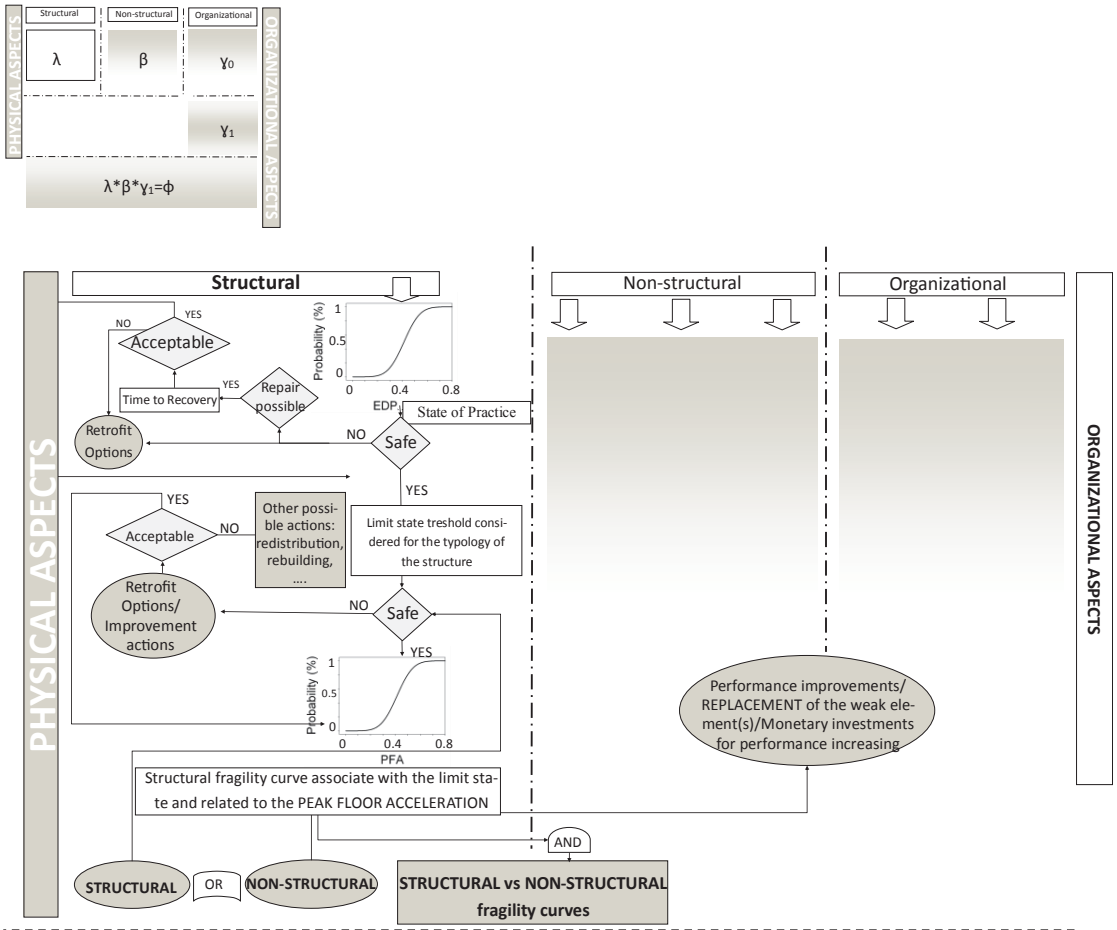 Structural
Non-structural
Organizational
PHYSICAL ASPECTS
ORGANIZATIONAL ASPECTS
λ
β
ɣ0
ɣ1
λ*β*ɣ1=ϕ
PHYSICAL ASPECTS
Structural
Non-structural
Organizational
ORGANIZATIONAL ASPECTS
YES
NO
Acceptable
Time to Recovery
YES
Repair
possible
Retrofit
Options
Probability (%)
1
0.5
0
0
0.4
0.8
EDP
State of Practice
NO
Safe
YES
YES
Acceptable
NO
Other possi-
ble actions:
redistribution,
rebuilding,
....
Limit state treshold consi-
dered for the typology of
the structure
Retrofit
Options/
Improvement
actions
NO
Safe
YES
Probability (%)
1
0.5
0
0
0.4
0.8
PFA
Performance improvements/
REPLACEMENT of the weak ele-
ment(s)/Monetary investments
for performance increasing
Structural fragility curve associate with the limit sta-
te and related to the PEAK FLOOR ACCELERATION
AND
STRUCTURAL
OR
NON-STRUCTURAL
STRUCTURAL vs NON-STRUCTURAL
fragility curves